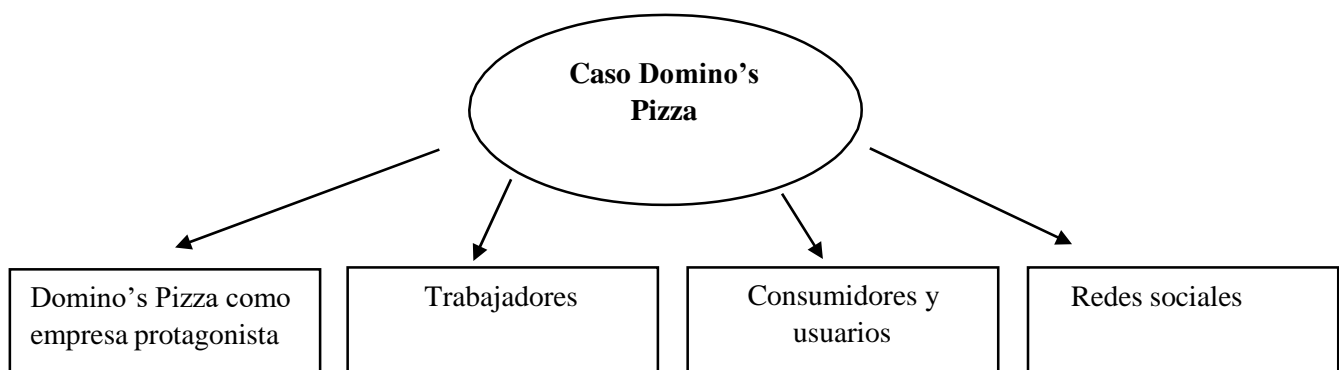 Caso Domino’s
Pizza
Domino’s Pizza como
empresa protagonista
Trabajadores
Consumidores y
usuarios
Redes sociales